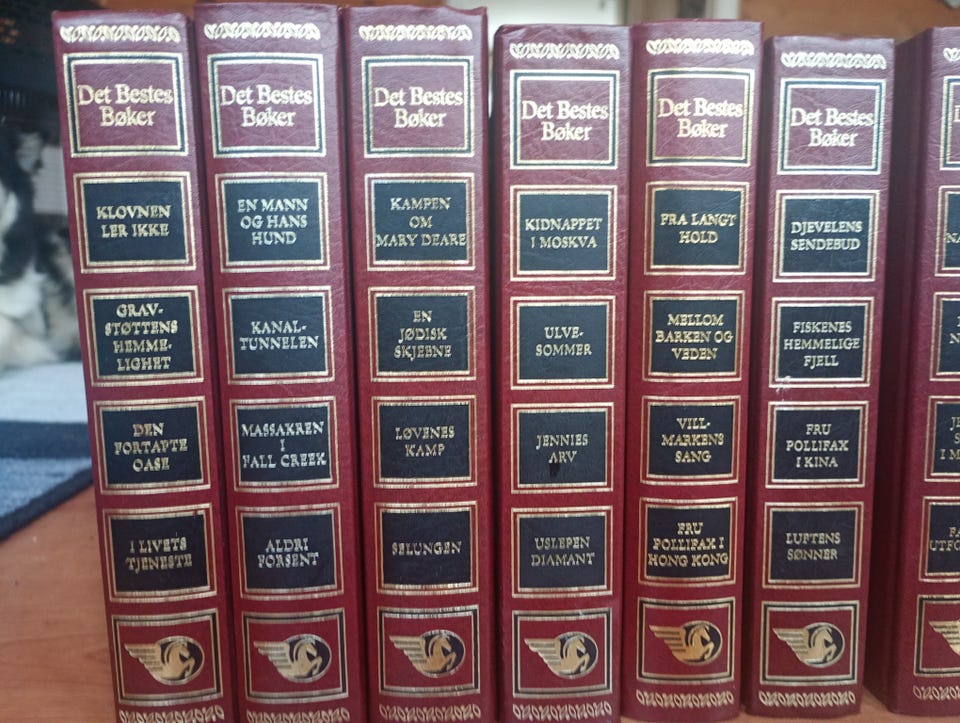 Det Bestes
Bøker
KLOVNEN
LER IKKE
GRAV-
STØTTENS
HEMME-
LIGHET
DEN
FORTAPTE
OASE
I LIVETS
TJENESTE
Det Bestes
Bøker
EN MANN
OG HANS
HUND
KANAL-
TUNNELEN
MASSAKREN
I
FALL CREEK
ALDRI
FORSENT
Det Bestes
Bøker
KAMPEN
OM
MARY DEARE
EN
JØDISK
SKJEBNE
LØVENES
KAMP
SELUNGEN
Det Bestes
Bøker
KIDNAPPET
I MOSKVA
ULVE-
SOMMER
JENNIES
ARV
USLEPEN
DIAMANT
Det Bestes
Bøker
FRA LANGT
HOLD
MELLOM
BARKEN OG
VEDEN
VILL-
MARKENS
SANG
FRU
POLLIFAX I
HONG KONG
Det Bestes
Bøker
DJEVELENS
SENDEBUD
FISKENES
HEMMELIGE
FJELL
FRU
POLLIFAX
I KINA
LUFTENS
SØNNER